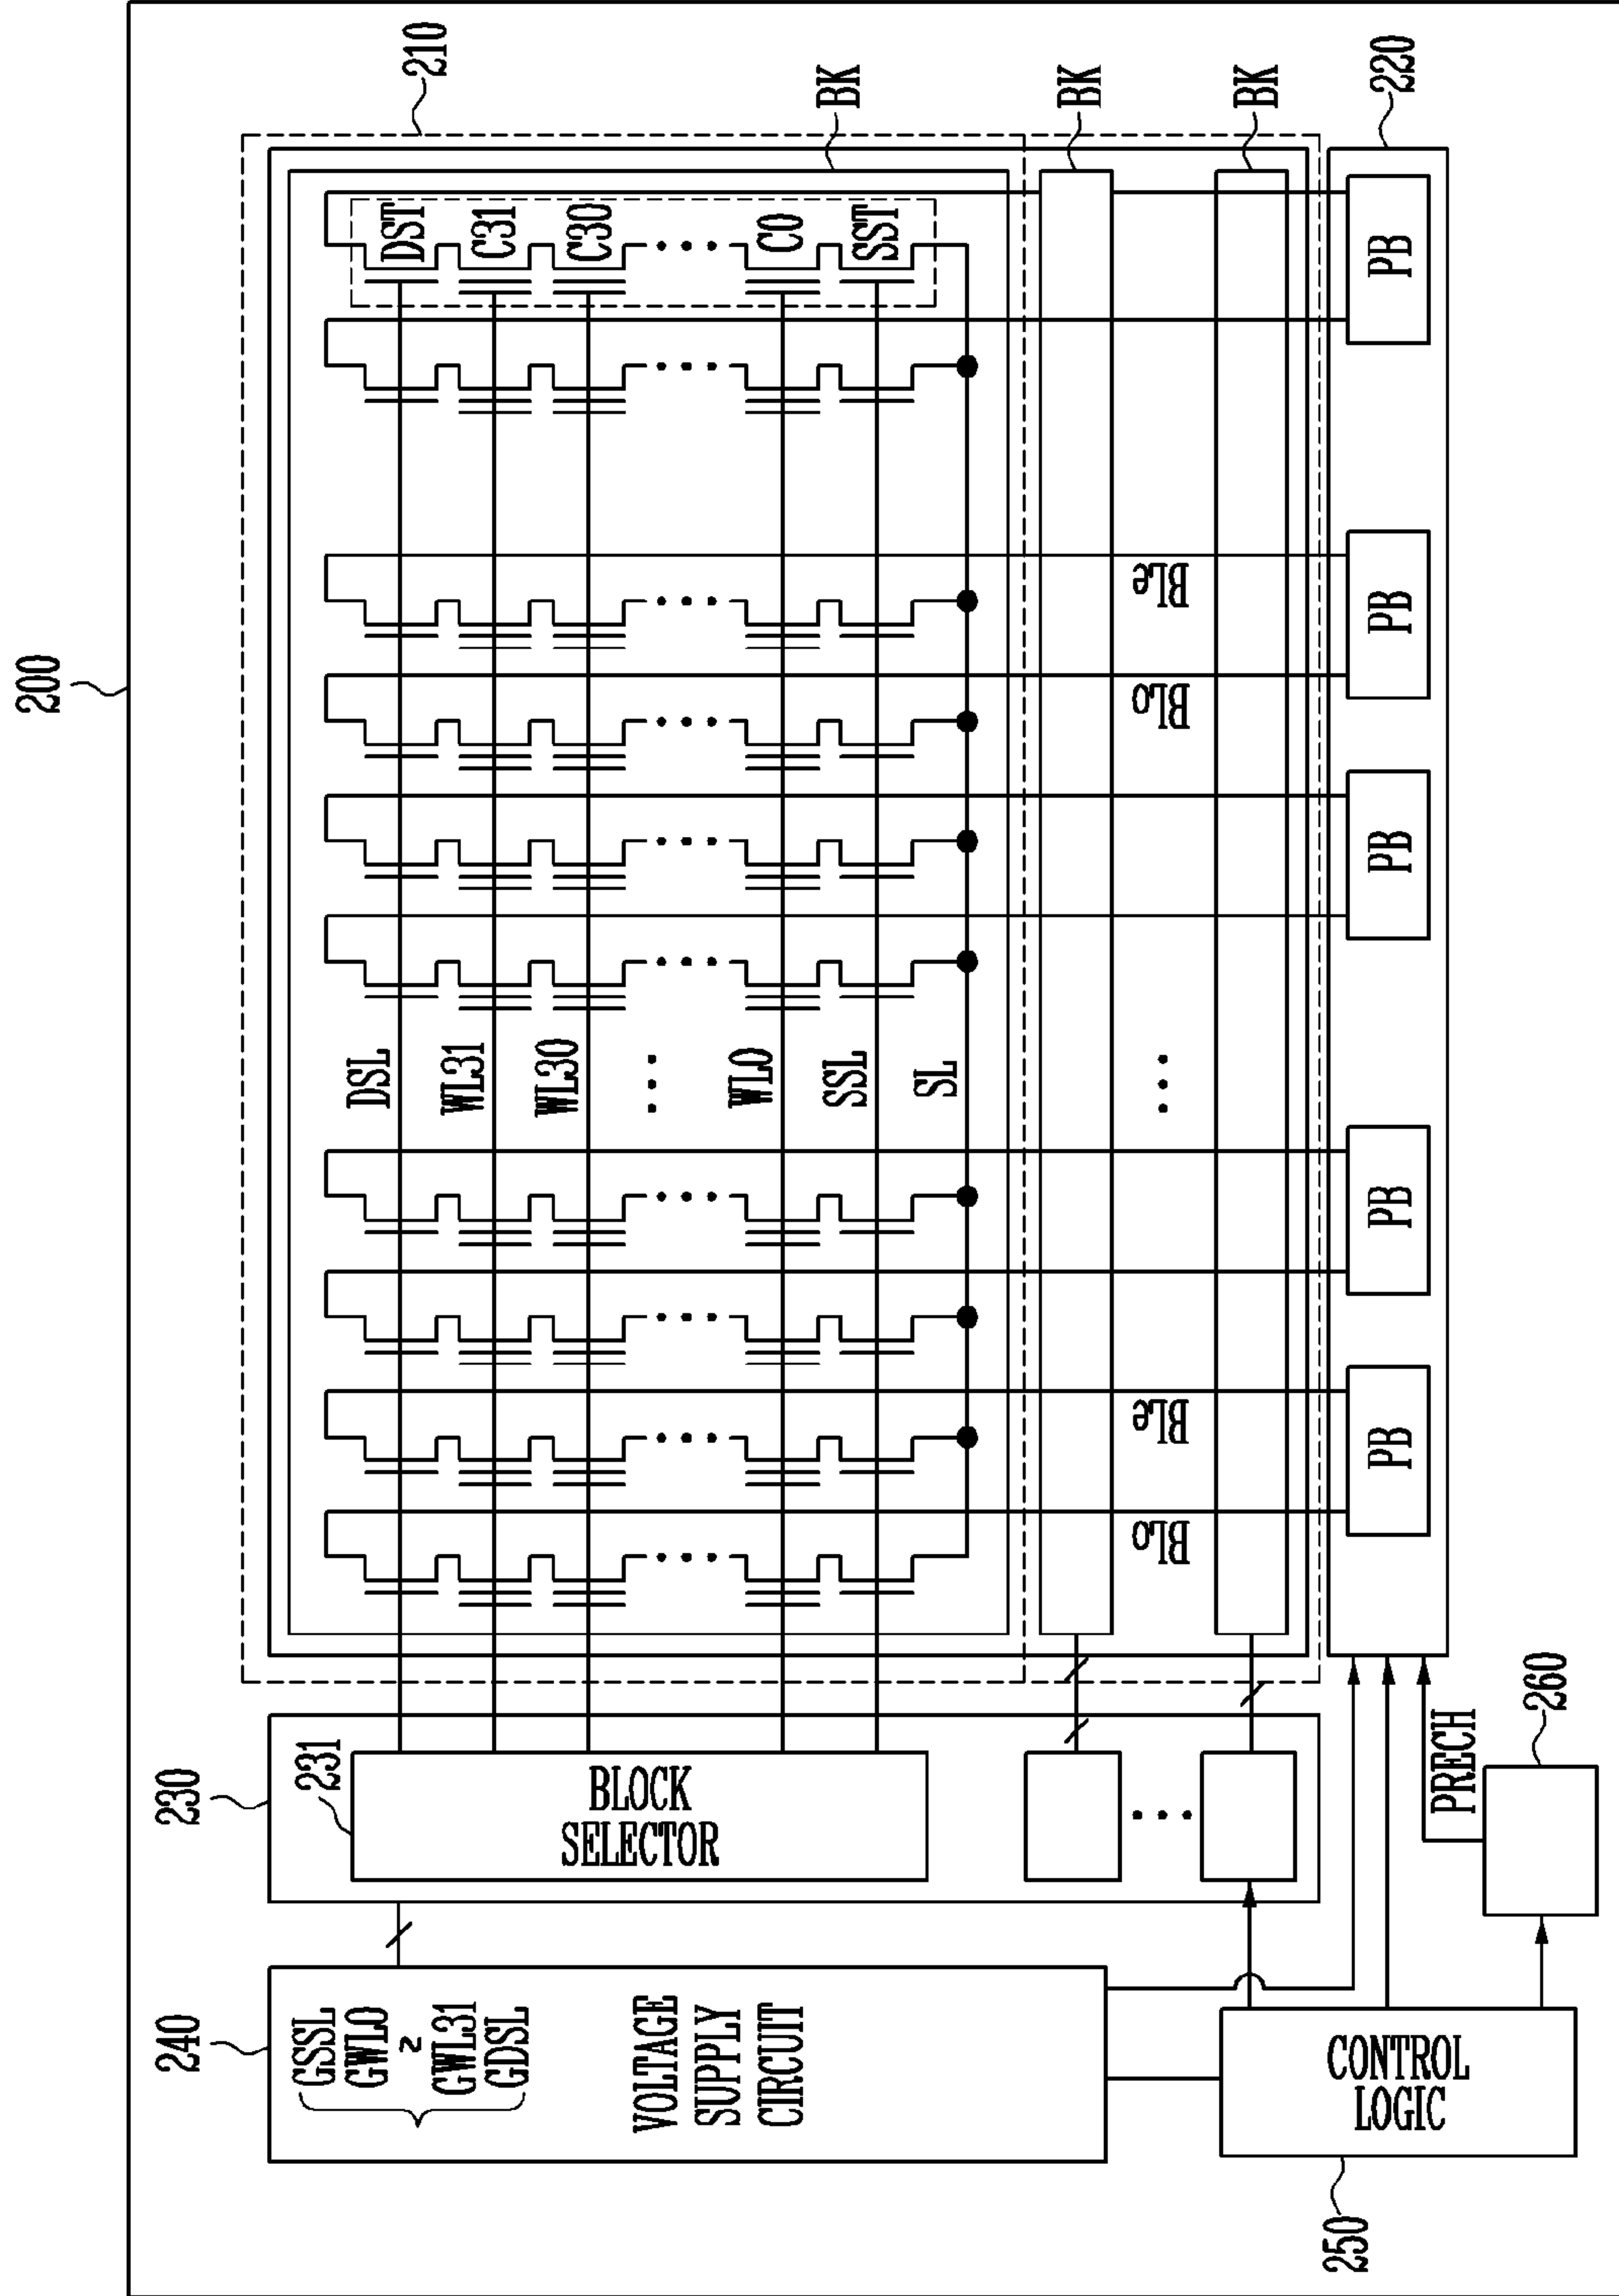 200
210
BK
BK
BK
220
DST
C31
C30
C0
SST
PB
BLe
BLo
PB
PB
DSL
WL31
WL30
WL0
SSL
SL
PB
BLe
BLo
PB
230
231
BLOCK
SELECTOR
PRECH
260
240
GSSL
GWL0
~
GWL31
GDSL
VOLTAGE
SUPPLY
CIRCUIT
CONTROL
LOGIC
250